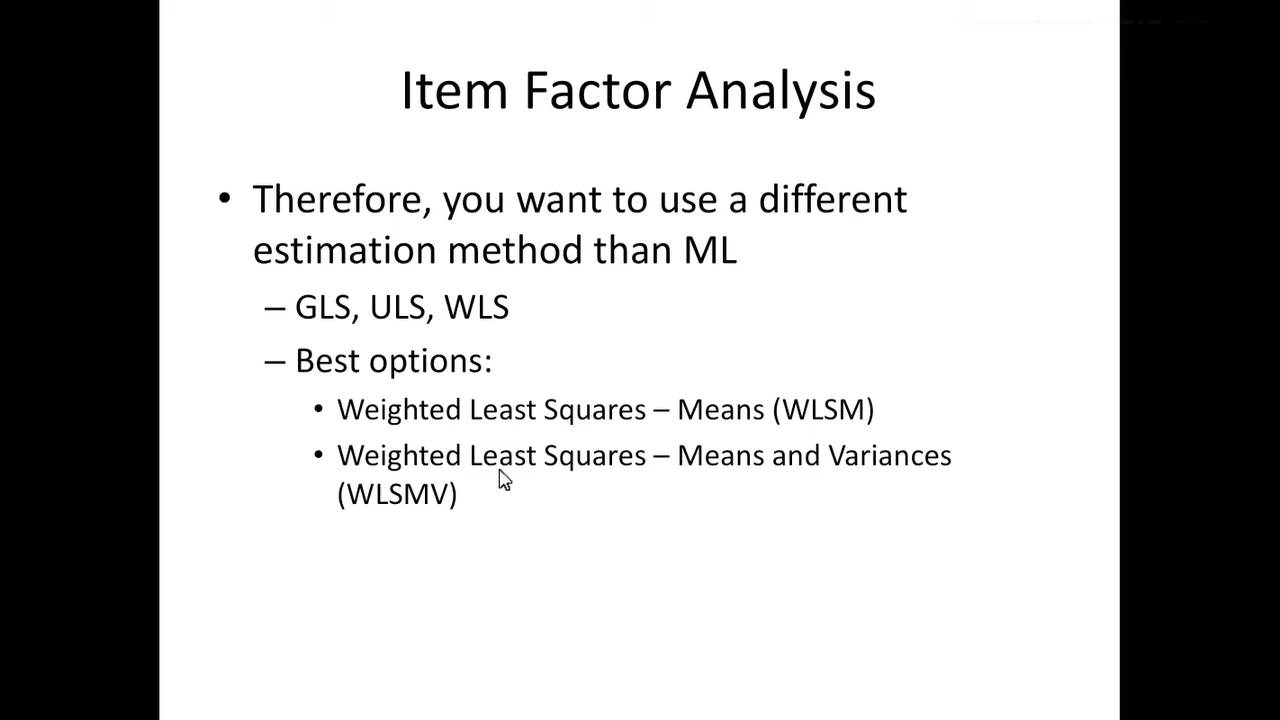 Item Factor Analysis
• Therefore, you want to use a different
estimation method than ML
– GLS, ULS, WLS
– Best options:
• Weighted Least Squares – Means (WLSM)
• Weighted Least Squares – Means and Variances
(WLSMV)